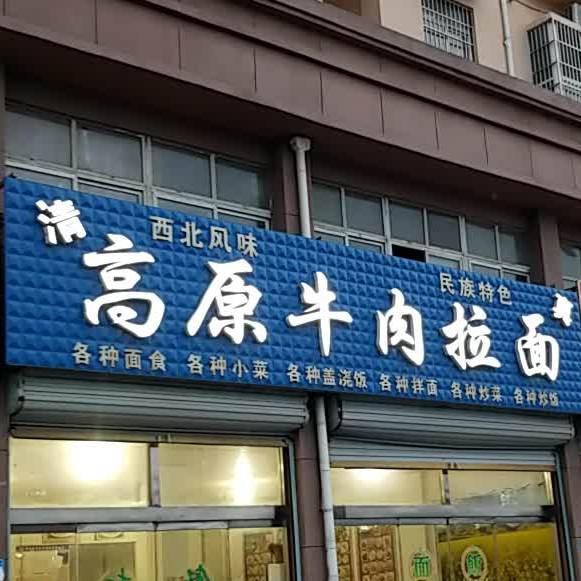 清 西北风味 民族特色 真
高原牛肉拉面
各种面食 各种小菜 各种盖浇饭 各种拌面 各种炒菜 各种炒饭
面